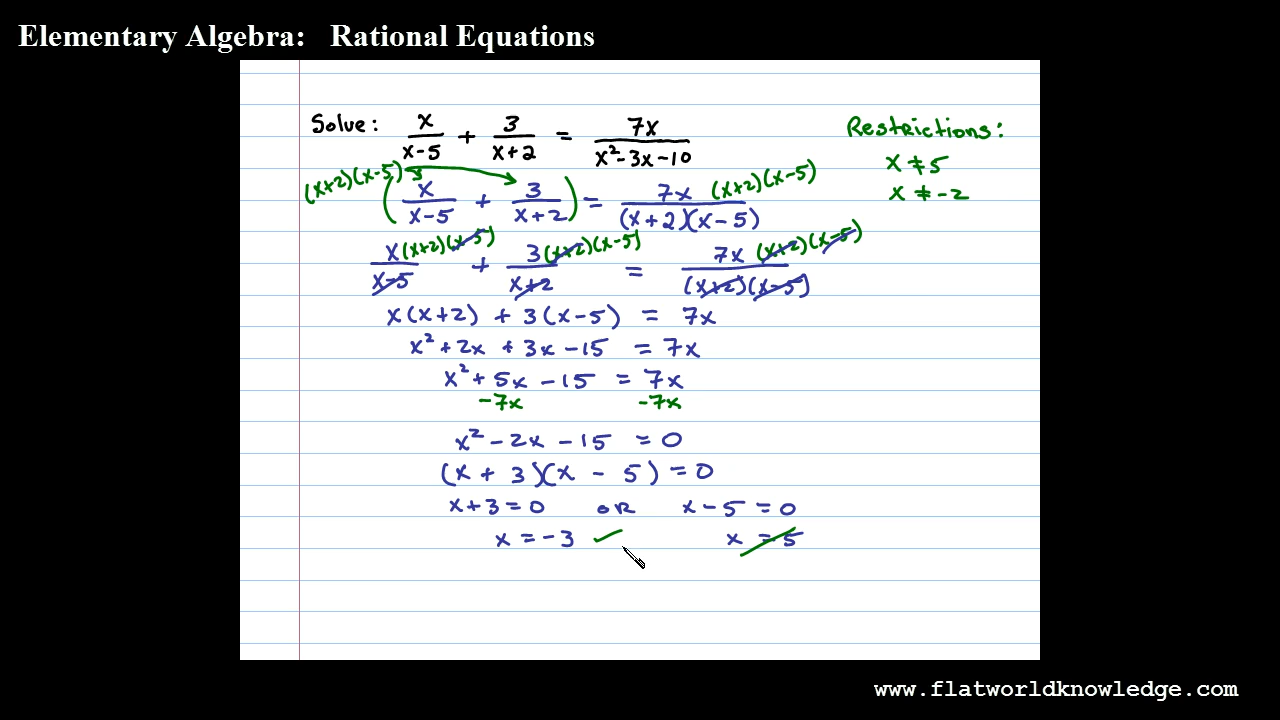 Elementary Algebra: Rational Equations
Solve: x/(x-5) + 3/(x+2) = 7x/(x²-3x-10)
Restrictions:
x ≠ 5
x ≠ -2
(x+2)(x-5) (x/(x-5) + 3/(x+2)) = 7x/((x+2)(x-5)) (x+2)(x-5)
x(x+2)(x-5)/(x-5) + 3(x+2)(x-5)/(x+2) = 7x(x+2)(x-5)/((x+2)(x-5))
x(x+2) + 3(x-5) = 7x
x²+2x+3x-15 = 7x
x²+5x-15 = 7x
-7x -7x
x²-2x-15 = 0
(x+3)(x-5) = 0
x+3=0 OR x-5=0
x=-3 ✓ x=5
www.flatworldknowledge.com